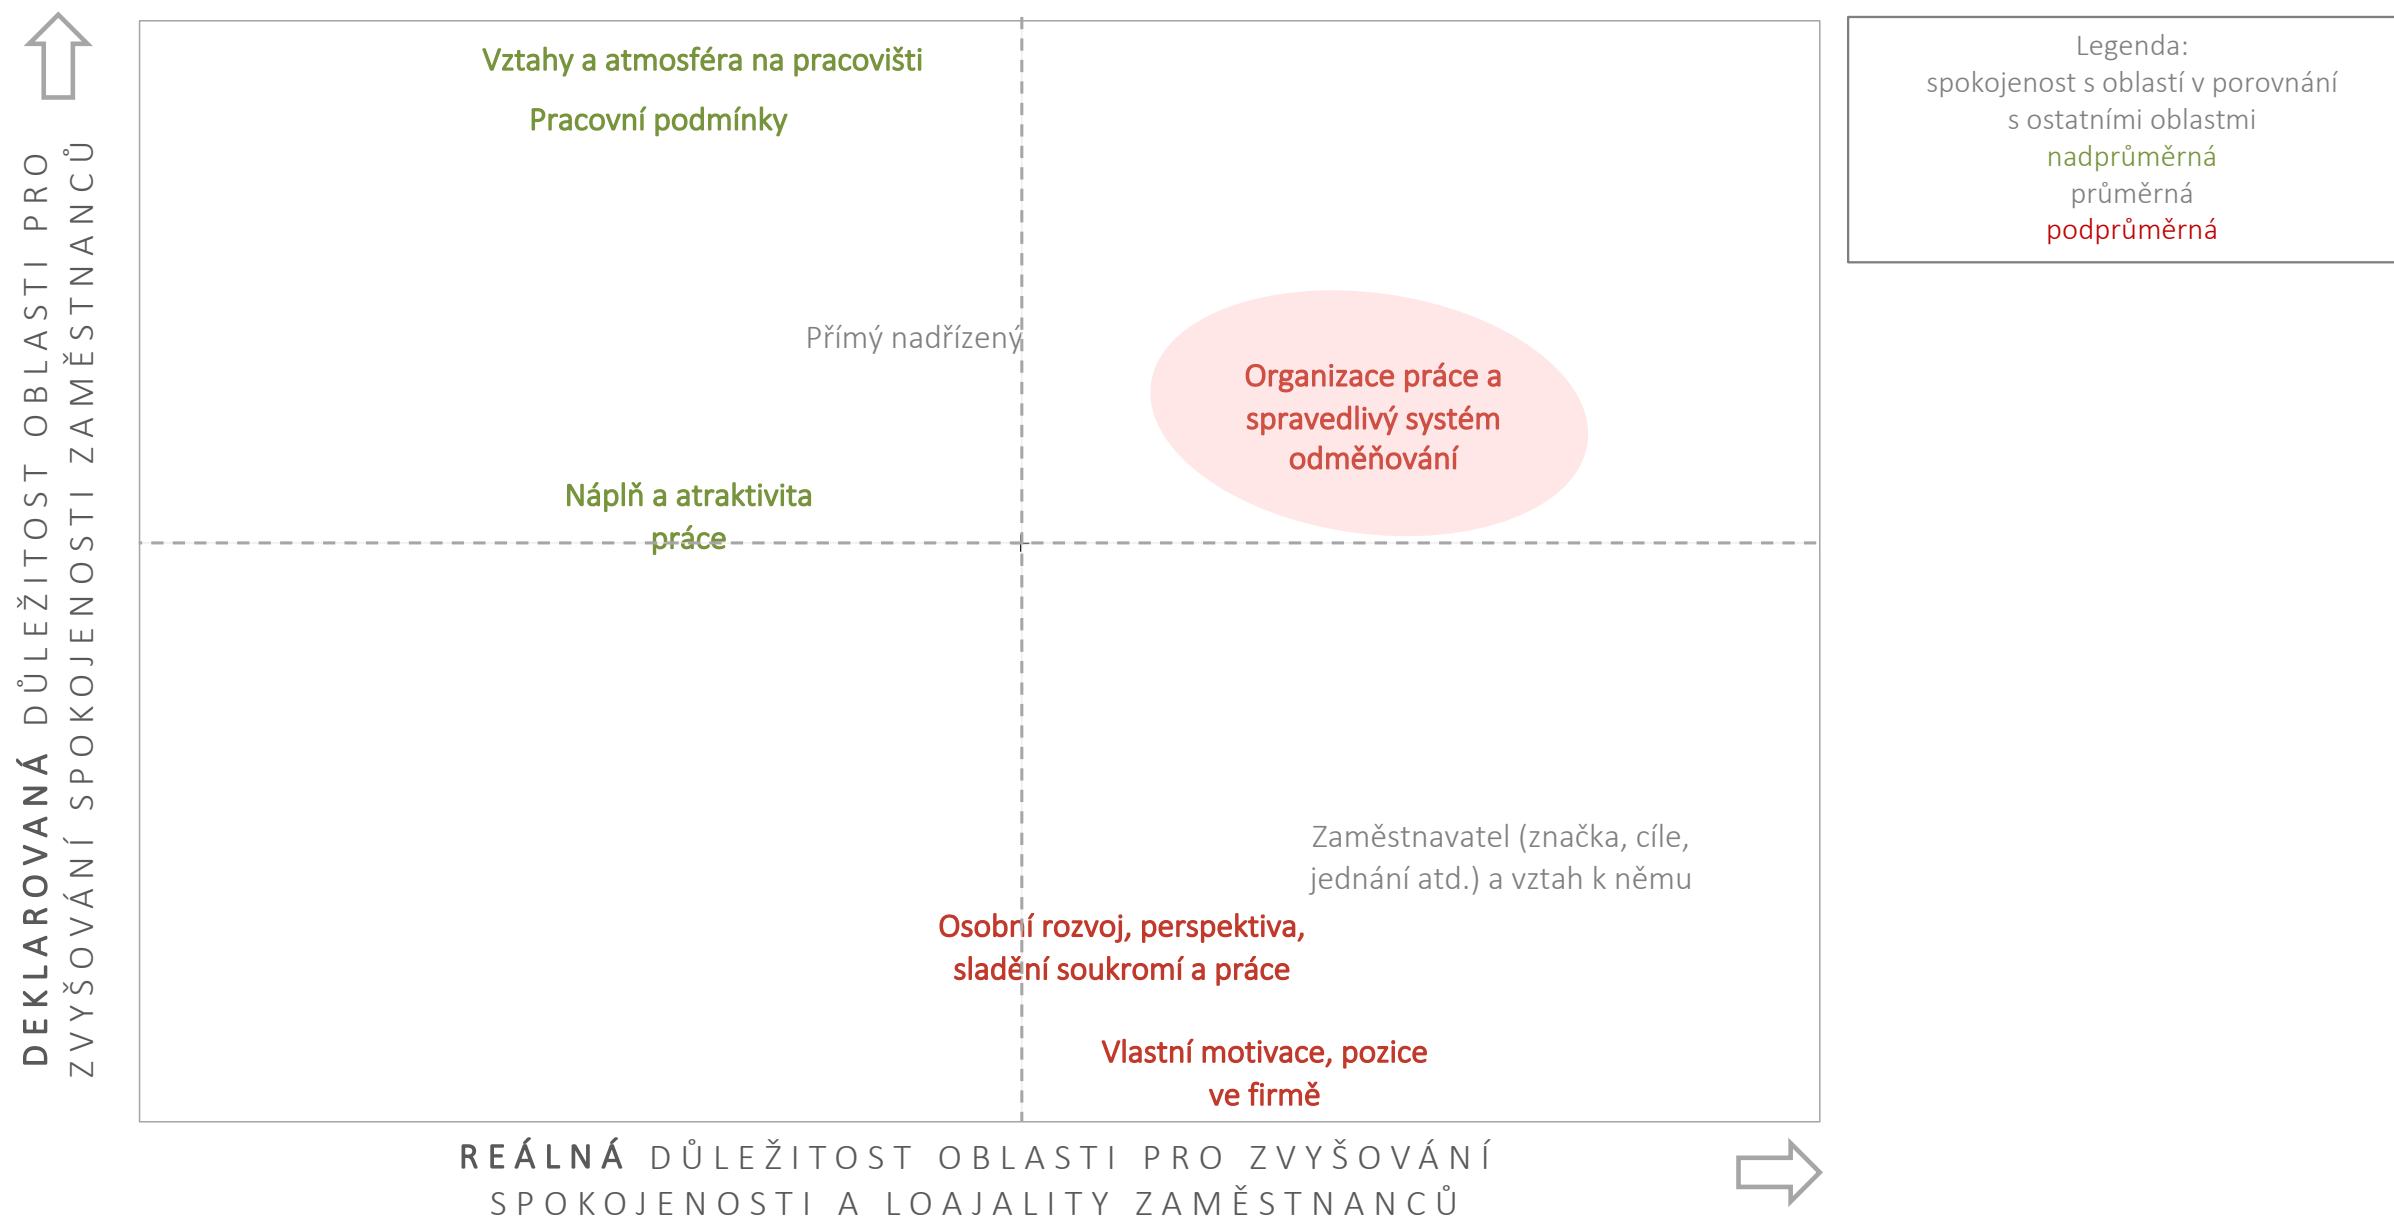 DEKLAROVANÁ DŮLEŽITOST OBLASTI PRO
ZVYŠOVÁNÍ SPOKOJENOSTI ZAMĚSTNANCŮ
Vztahy a atmosféra na pracovišti
Pracovní podmínky
Přímý nadřízený
Organizace práce a
spravedlivý systém
odměňování
Náplň a atraktivita
práce
Zaměstnavatel (značka, cíle,
jednání atd.) a vztah k němu
Osobní rozvoj, perspektiva,
sladění soukromí a práce
Vlastní motivace, pozice
ve firmě
REÁLNÁ DŮLEŽITOST OBLASTI PRO ZVYŠOVÁNÍ
SPOKOJENOSTI A LOAJALITY ZAMĚSTNANCŮ
Legenda:
spokojenost s oblastí v porovnání
s ostatními oblastmi
nadprůměrná
průměrná
podprůměrná